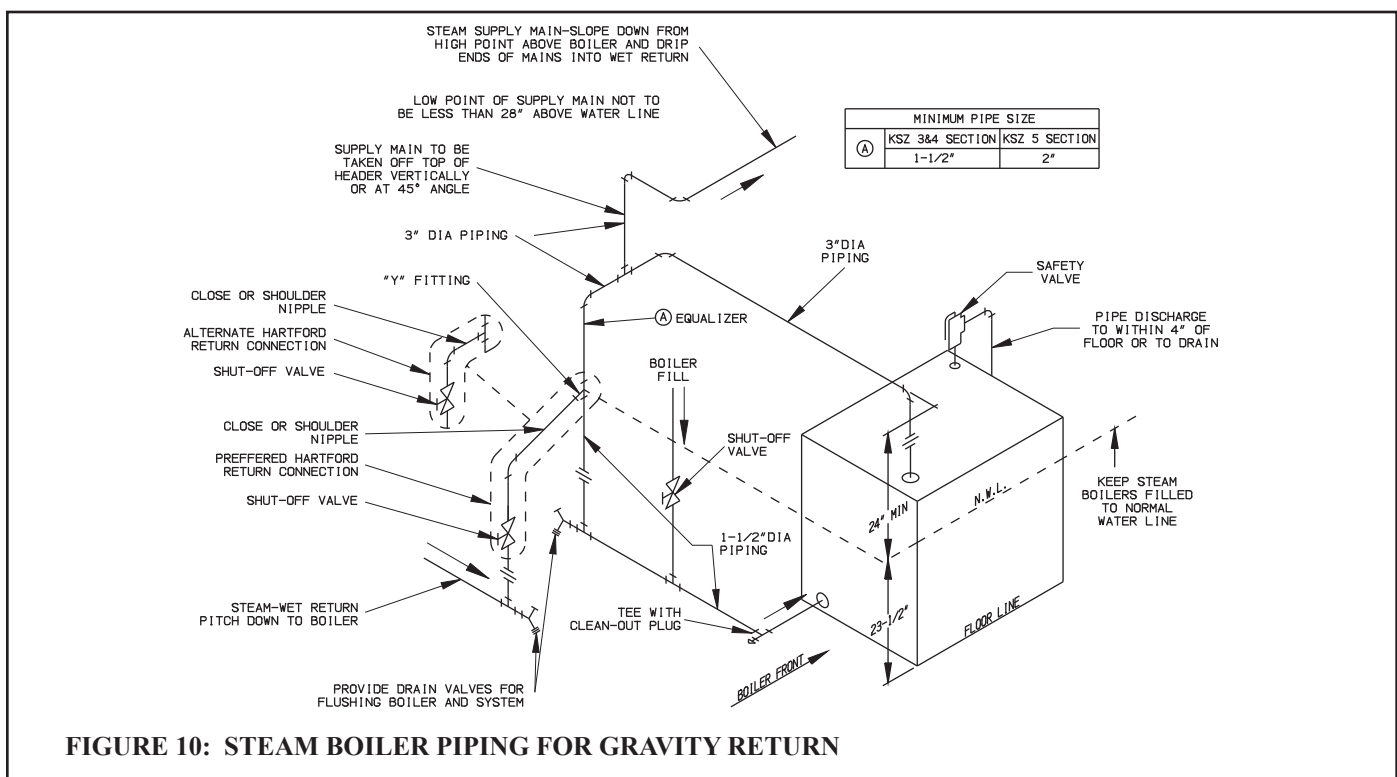 STEAM SUPPLY MAIN-SLOPE DOWN FROM
HIGH POINT ABOVE BOILER AND DRIP
ENDS OF MAINS INTO WET RETURN
LOW POINT OF SUPPLY MAIN NOT TO
BE LESS THAN 28" ABOVE WATER LINE
MINIMUM PIPE SIZE
A
KSZ 3&4 SECTION
KSZ 5 SECTION
1-1/2"
2"
SUPPLY MAIN TO BE
TAKEN OFF TOP OF
HEADER VERTICALLY
OR AT 45° ANGLE
3" DIA PIPING
3"DIA
PIPING
SAFETY
VALVE
"Y" FITTING
CLOSE OR SHOULDER
NIPPLE
A EQUALIZER
PIPE DISCHARGE
TO WITHIN 4" OF
FLOOR OR TO DRAIN
ALTERNATE HARTFORD
RETURN CONNECTION
BOILER
FILL
SHUT-OFF VALVE
CLOSE OR SHOULDER
NIPPLE
SHUT-OFF
VALVE
PREFFERED HARTFORD
RETURN CONNECTION
N.W.L.
KEEP STEAM
BOILERS FILLED
TO NORMAL
WATER LINE
SHUT-OFF VALVE
24" MIN
1-1/2"DIA
PIPING
STEAM-WET RETURN
PITCH DOWN TO BOILER
TEE WITH
CLEAN-OUT PLUG
23-1/2"
FLOOR LINE
BOILER FRONT
PROVIDE DRAIN VALVES FOR
FLUSHING BOILER AND SYSTEM
FIGURE 10: STEAM BOILER PIPING FOR GRAVITY RETURN